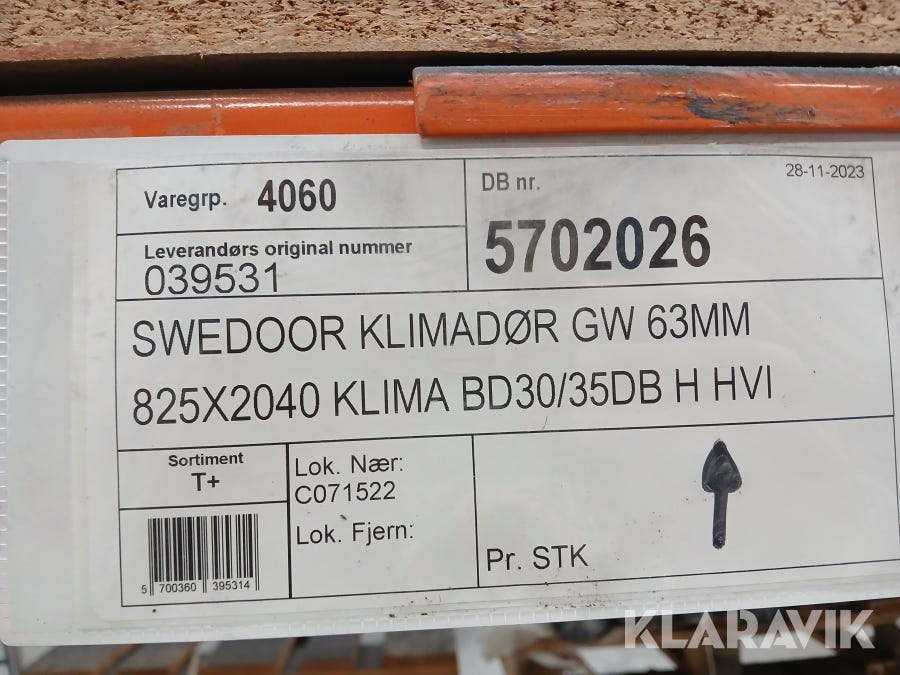 Varegrp. 4060
DB nr.
28-11-2023
Leverandørs original nummer
039531
5702026
SWEDOOR KLIMADØR GW 63MM
825X2040 KLIMA BD30/35DB H HVI
Sortiment
T+
Lok. Nær:
C071522
Lok. Fjern:
Pr. STK
5 700360 395314
KLARAVIK